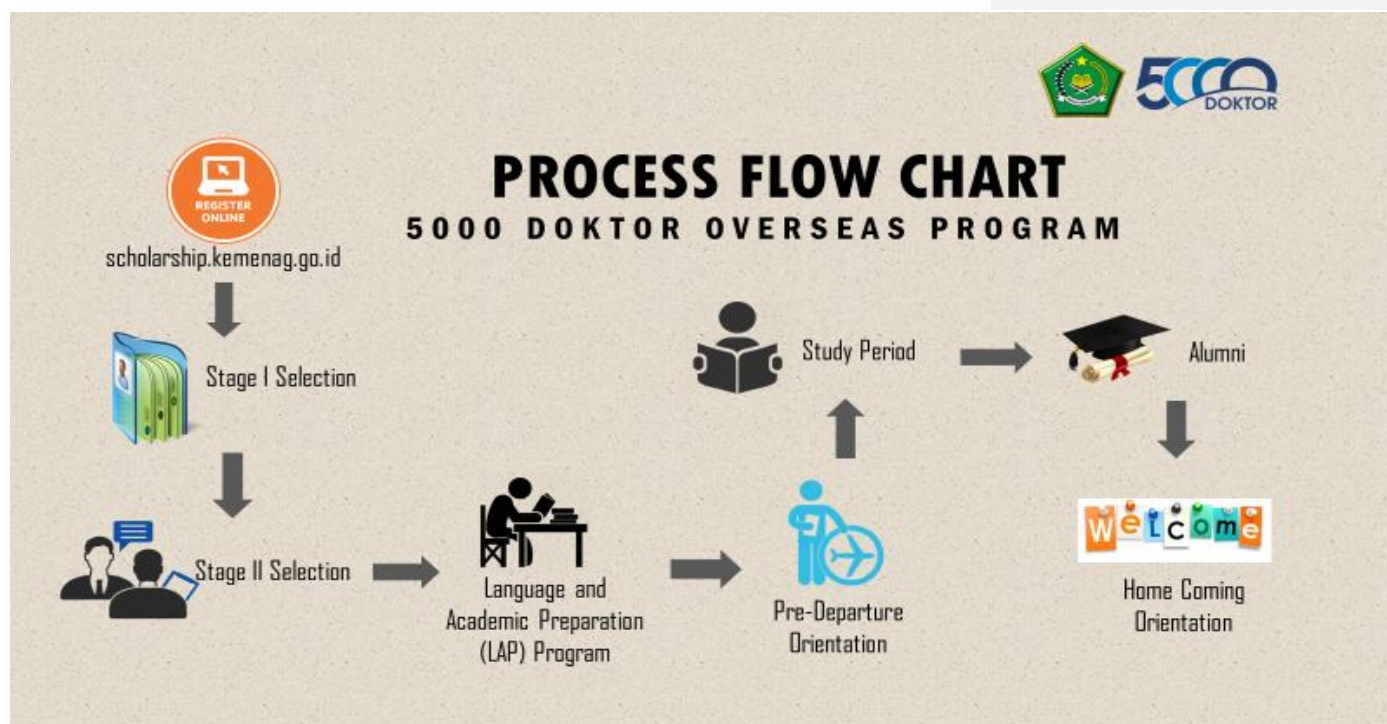 5000
DOKTOR
PROCESS FLOW CHART
5000 DOKTOR OVERSEAS PROGRAM
REGISTER
ONLINE
scholarship.kemenag.go.id
Stage I Selection
Stage II Selection
Language and
Academic Preparation
(LAP) Program
Pre-Departure
Orientation
Study Period
Alumni
Welcome
Home Coming
Orientation